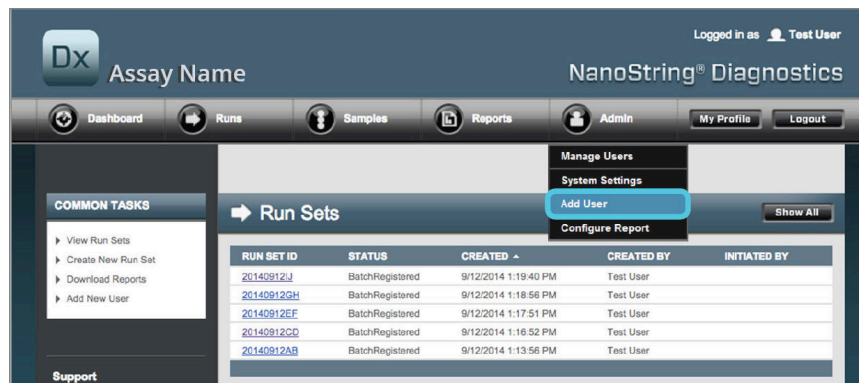 Logged in as Test User
Dx Assay Name
NanoString® Diagnostics
Dashboard Runs Samples Reports Admin My Profile Logout
Manage Users
System Settings
Add User
Configure Report
COMMON TASKS
View Run Sets
Create New Run Set
Download Reports
Add New User
Support
Run Sets Show All
RUN SET ID STATUS CREATED CREATED BY INITIATED BY
20140912IJ BatchRegistered 9/12/2014 1:19:40 PM Test User
20140912GH BatchRegistered 9/12/2014 1:18:56 PM Test User
20140912EF BatchRegistered 9/12/2014 1:17:51 PM Test User
20140912CD BatchRegistered 9/12/2014 1:16:52 PM Test User
20140912AB BatchRegistered 9/12/2014 1:13:56 PM Test User